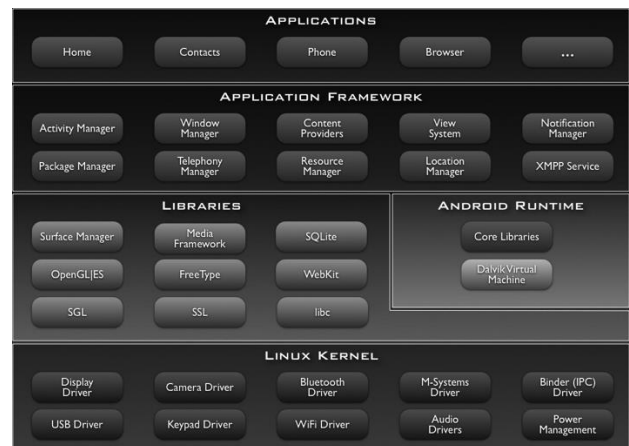 APPLICATIONS
Home
Contacts
Phone
Browser
...
APPLICATION FRAMEWORK
Activity Manager
Window
Manager
Content
Providers
View
System
Notification
Manager
Package Manager
Telephony
Manager
Resource
Manager
Location
Manager
XMPP Service
LIBRARIES
Surface Manager
Media
Framework
SQLite
OpenGL|ES
FreeType
WebKit
SGL
SSL
libc
ANDROID RUNTIME
Core Libraries
Dalvik Virtual
Machine
LINUX KERNEL
Display
Driver
Camera Driver
Bluetooth
Driver
M-Systems
Driver
Binder (IPC)
Driver
USB Driver
Keypad Driver
WiFi Driver
Audio
Drivers
Power
Management